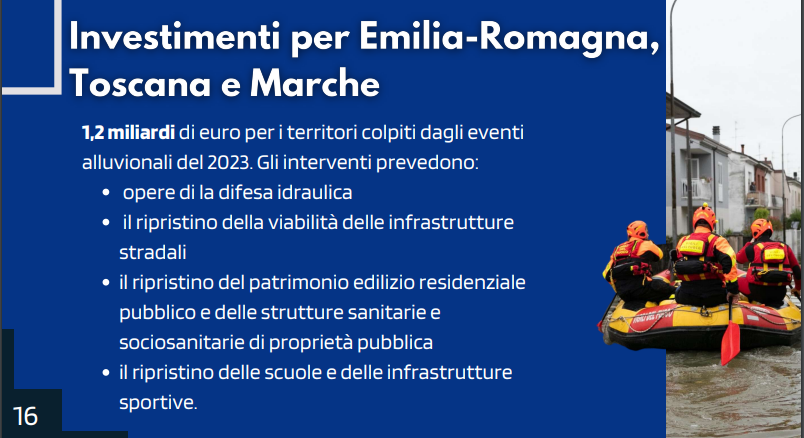 Investimenti per Emilia-Romagna,
Toscana e Marche
1,2 miliardi di euro per i territori colpiti dagli eventi
alluvionali del 2023. Gli interventi prevedono:
• opere di la difesa idraulica
• il ripristino della viabilità delle infrastrutture
stradali
• il ripristino del patrimonio edilizio residenziale
pubblico e delle strutture sanitarie e
sociosanitarie di proprietà pubblica
• il ripristino delle scuole e delle infrastrutture
sportive.
16